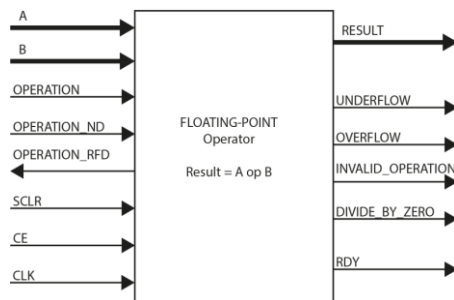 A
B
OPERATION
OPERATION_ND
OPERATION_RFD
SCLR
CE
CLK
FLOATING-POINT
Operator
Result = A op B
RESULT
UNDERFLOW
OVERFLOW
INVALID_OPERATION
DIVIDE_BY_ZERO
RDY